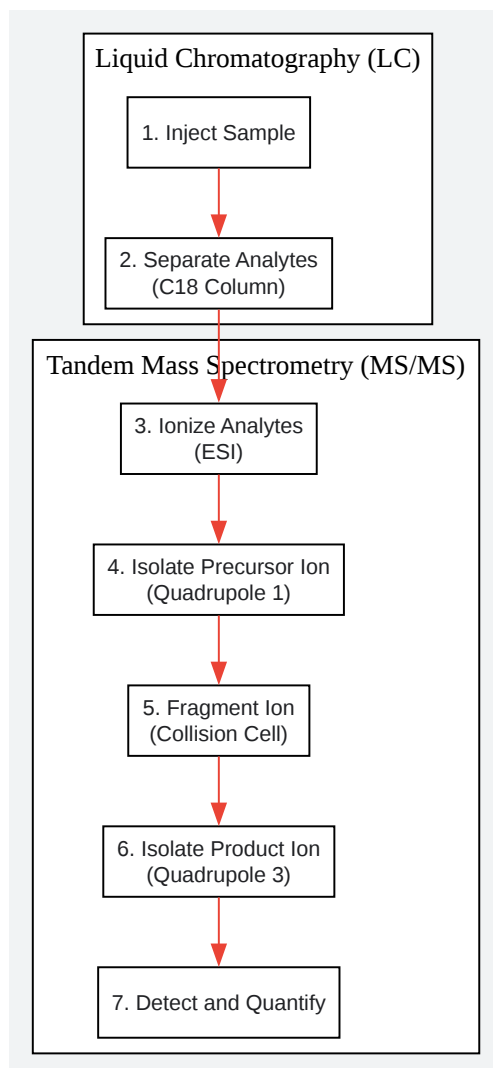 Liquid Chromatography (LC)
1. Inject Sample
2. Separate Analytes
(C18 Column)
Tandem Mass Spectrometry (MS/MS)
3. Ionize Analytes
(ESI)
4. Isolate Precursor Ion
(Quadrupole 1)
5. Fragment Ion
(Collision Cell)
6. Isolate Product Ion
(Quadrupole 3)
7. Detect and Quantify